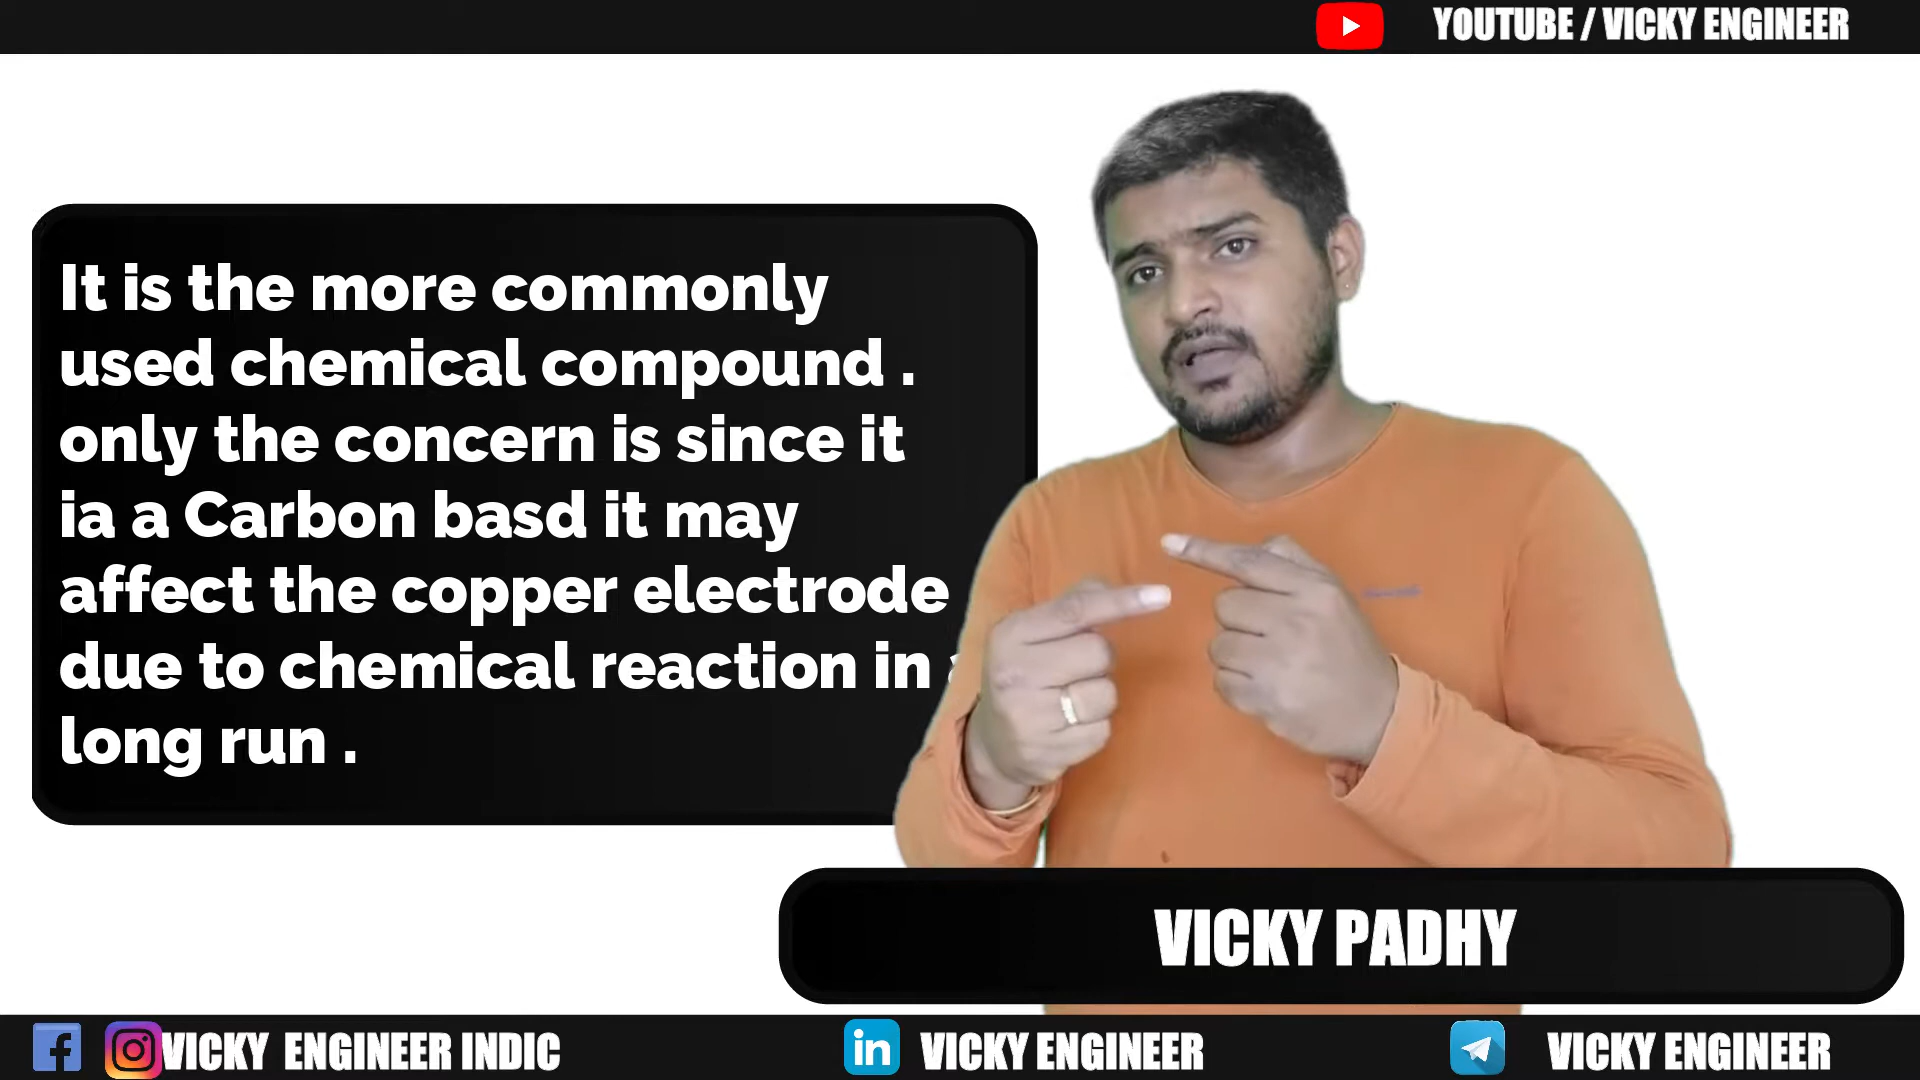 YOUTUBE / VICKY ENGINEER
It is the more commonly
used chemical compound .
only the concern is since it
ia a Carbon basd it may
affect the copper electrode
due to chemical reaction in
long run .
VICKY PADHY
VICKY ENGINEER INDIC
VICKY ENGINEER
VICKY ENGINEER